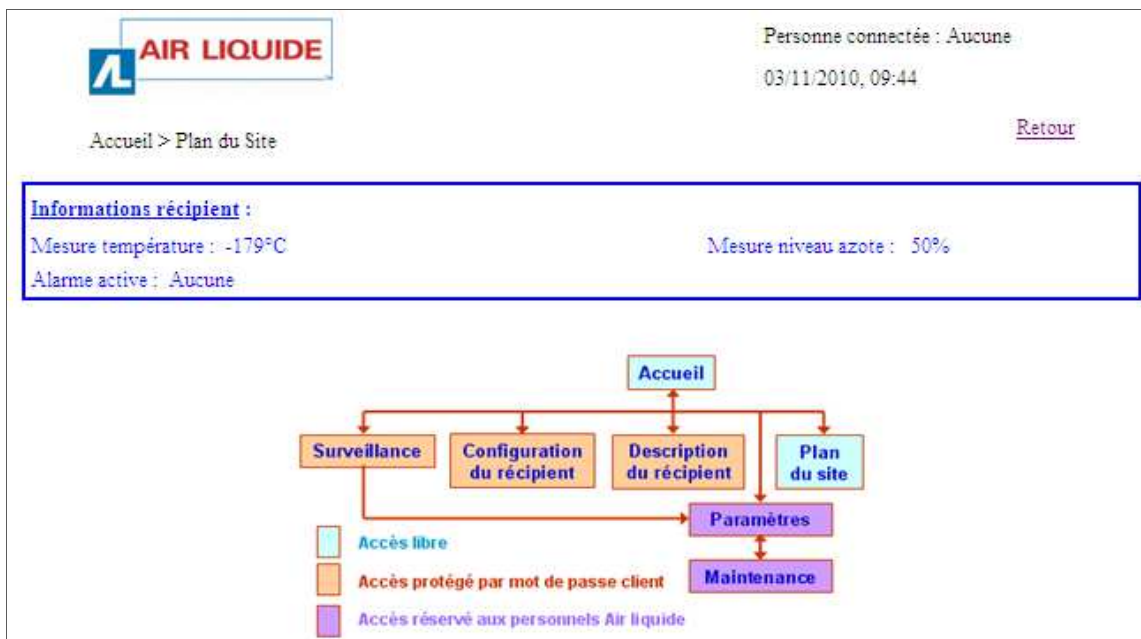 AIR LIQUIDE
Personne connectée : Aucune
03/11/2010, 09:44
Accueil > Plan du Site
Retour
Informations récipient :
Mesure température : -179°C
Mesure niveau azote : 50%
Alarme active : Aucune
Accueil
Surveillance
Configuration
du récipient
Description
du récipient
Plan
du site
Paramètres
Maintenance
Accès libre
Accès protégé par mot de passe client
Accès réservé aux personnels Air liquide